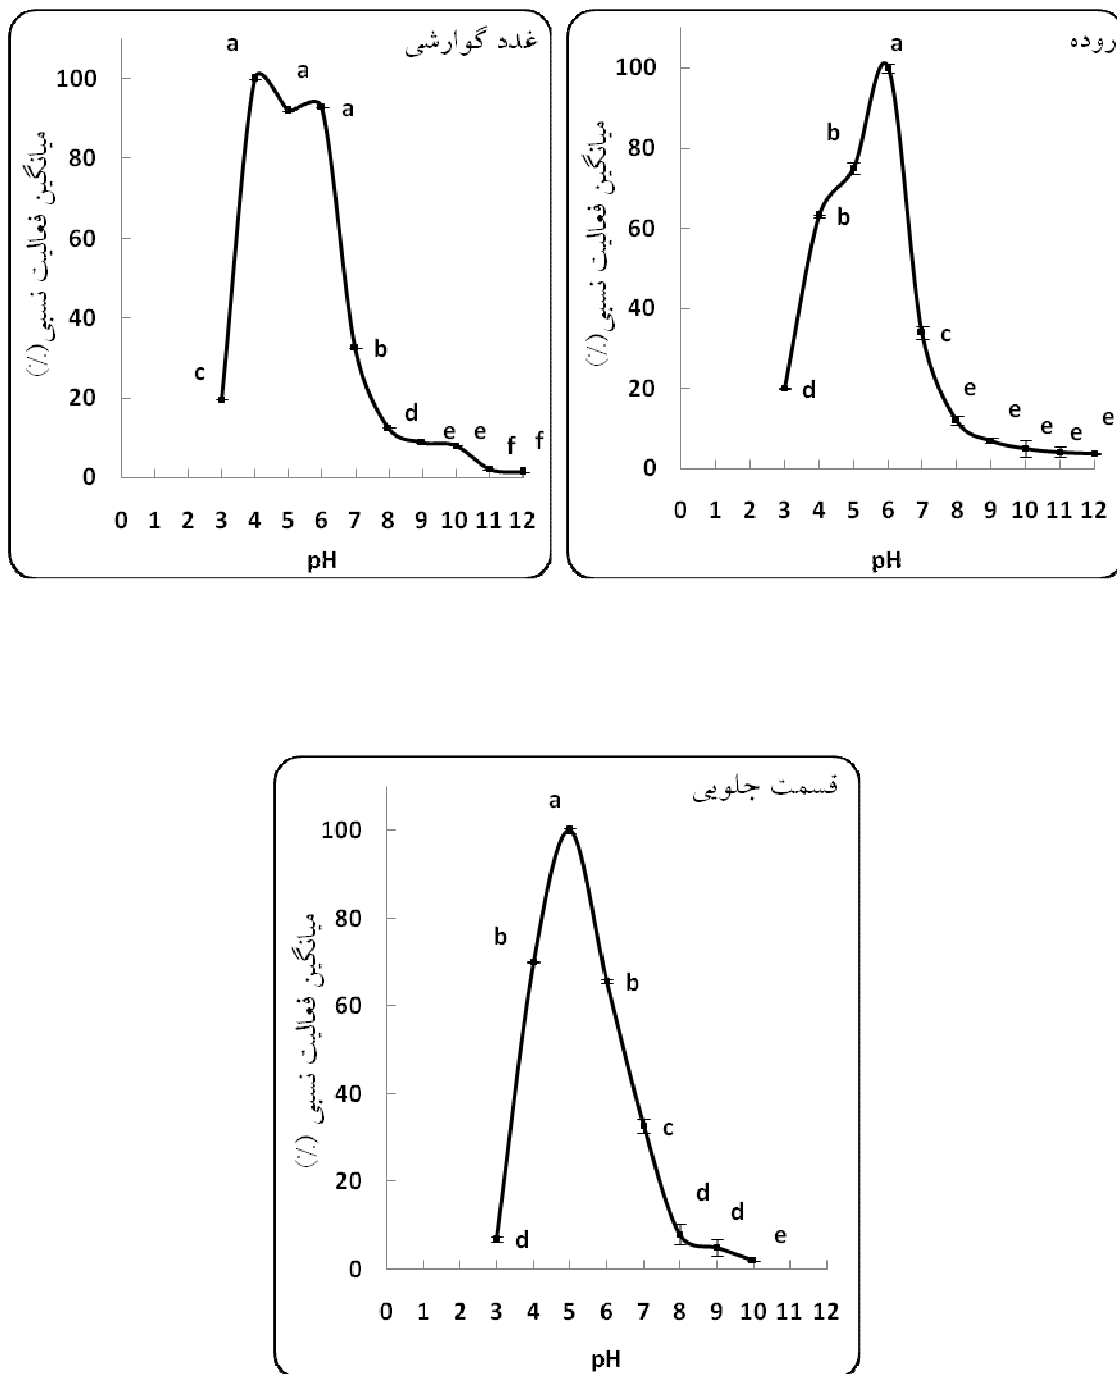 غدد گوارشی
میانگین فعالیت نسبی(٪)
100
80
60
40
20
0
a
a
a
c
b
d
e
e
f
f
0 1 2 3 4 5 6 7 8 9 10 11 12
pH
روده
میانگین فعالیت نسبی(٪)
100
80
60
40
20
0
a
b
b
d
c
e
e
e
e
e
0 1 2 3 4 5 6 7 8 9 10 11 12
pH
قسمت جلویی
میانگین فعالیت نسبی (٪)
100
80
60
40
20
0
a
b
b
c
d
d
d
e
0 1 2 3 4 5 6 7 8 9 10 11 12
pH